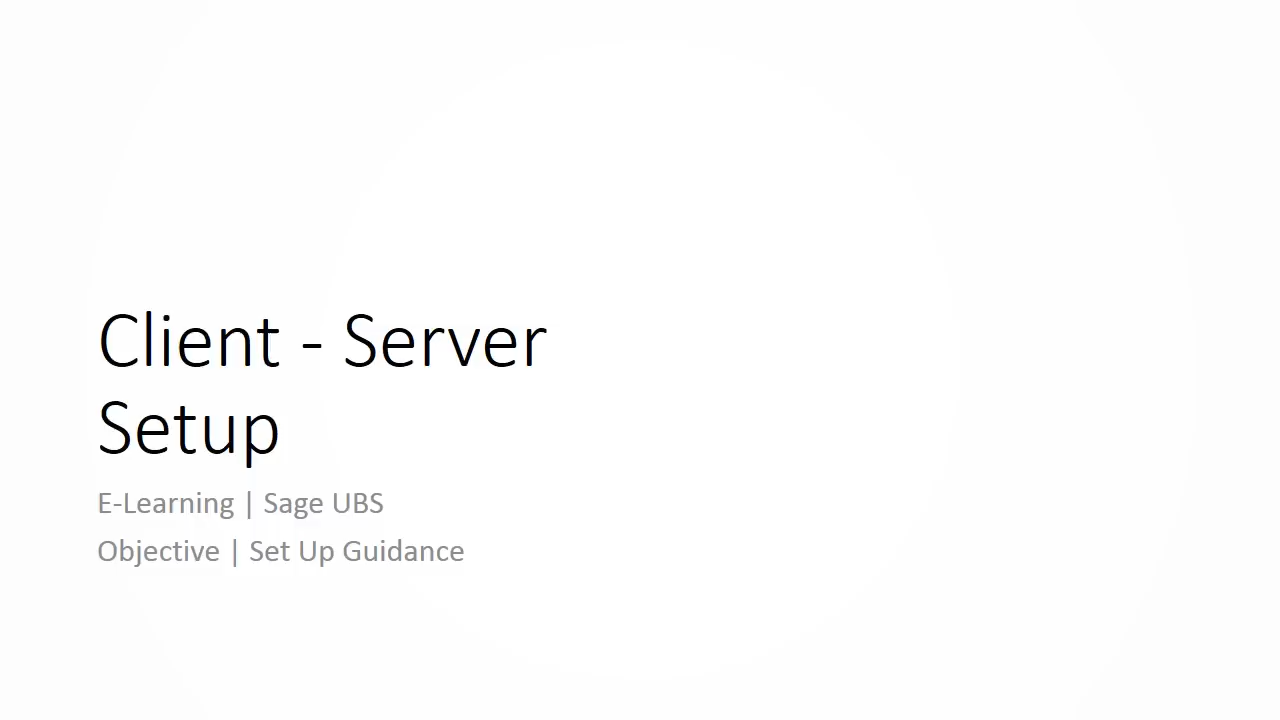 Client - Server
Setup
E-Learning | Sage UBS
Objective | Set Up Guidance